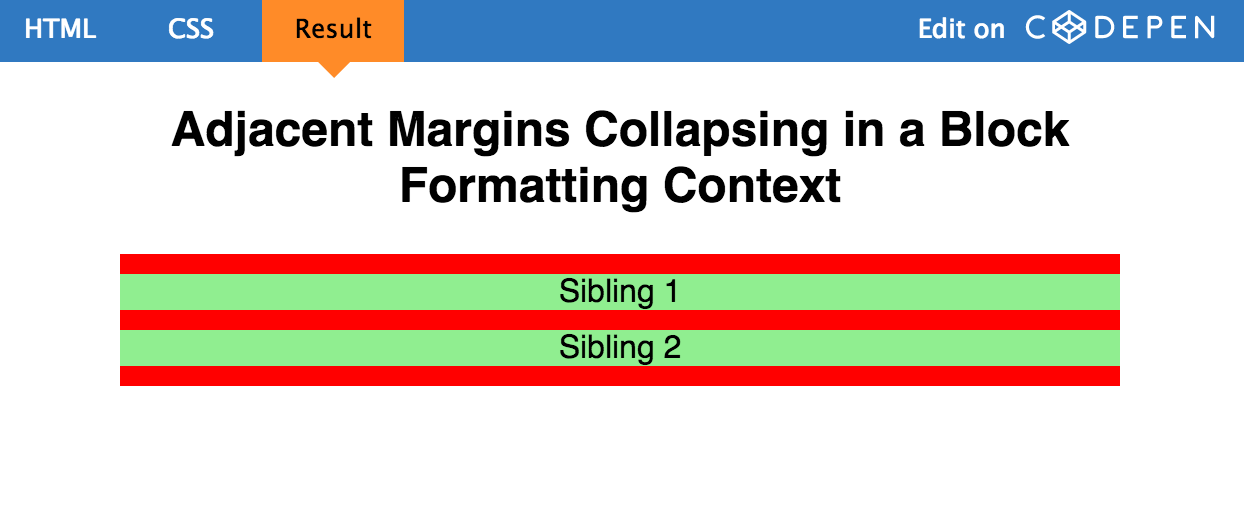 HTML CSS Result Edit on CODEPEN
Adjacent Margins Collapsing in a Block
Formatting Context
Sibling 1
Sibling 2